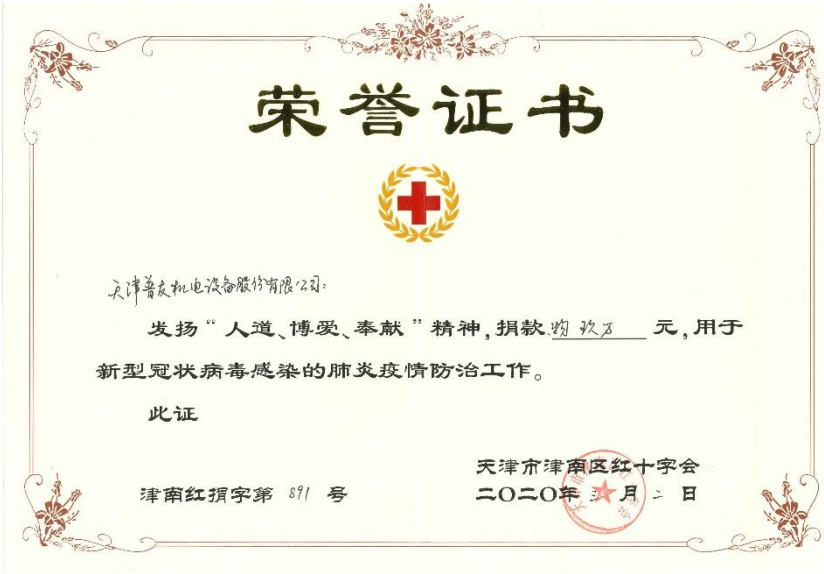 荣誉证书
天津普友机电设备股份有限公司:
发扬“人道、博爱、奉献”精神,捐款 玖万 元,用于
新型冠状病毒感染的肺炎疫情防治工作。
此证
天津市津南区红十字会
津南红捐字第 891 号
二〇二〇年三月二日